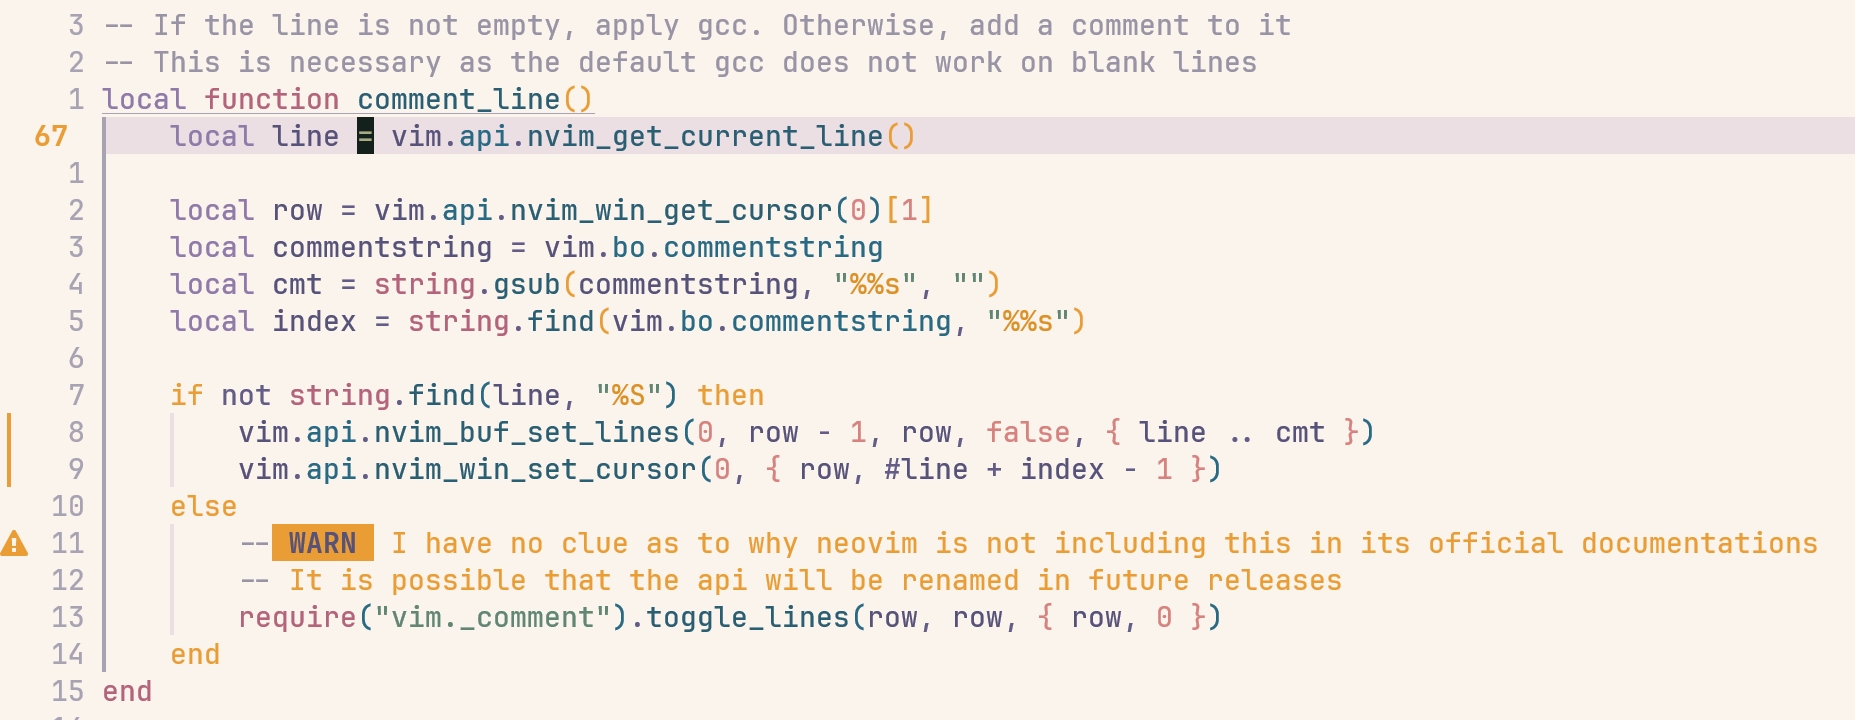 3 -- If the line is not empty, apply gcc. Otherwise, add a comment to it
2 -- This is necessary as the default gcc does not work on blank lines
1 local function comment_line()
67     local line = vim.api.nvim_get_current_line()
1
2     local row = vim.api.nvim_win_get_cursor(0)[1]
3     local commentstring = vim.bo.commentstring
4     local cmt = string.gsub(commentstring, "%%s", "")
5     local index = string.find(vim.bo.commentstring, "%%s")
6
7     if not string.find(line, "%S") then
8         vim.api.nvim_buf_set_lines(0, row - 1, row, false, { line .. cmt })
9         vim.api.nvim_win_set_cursor(0, { row, #line + index - 1 })
10     else
11         -- WARN  I have no clue as to why neovim is not including this in its official documentations
12         -- It is possible that the api will be renamed in future releases
13         require("vim._comment").toggle_lines(row, row, { row, 0 })
14     end
15 end